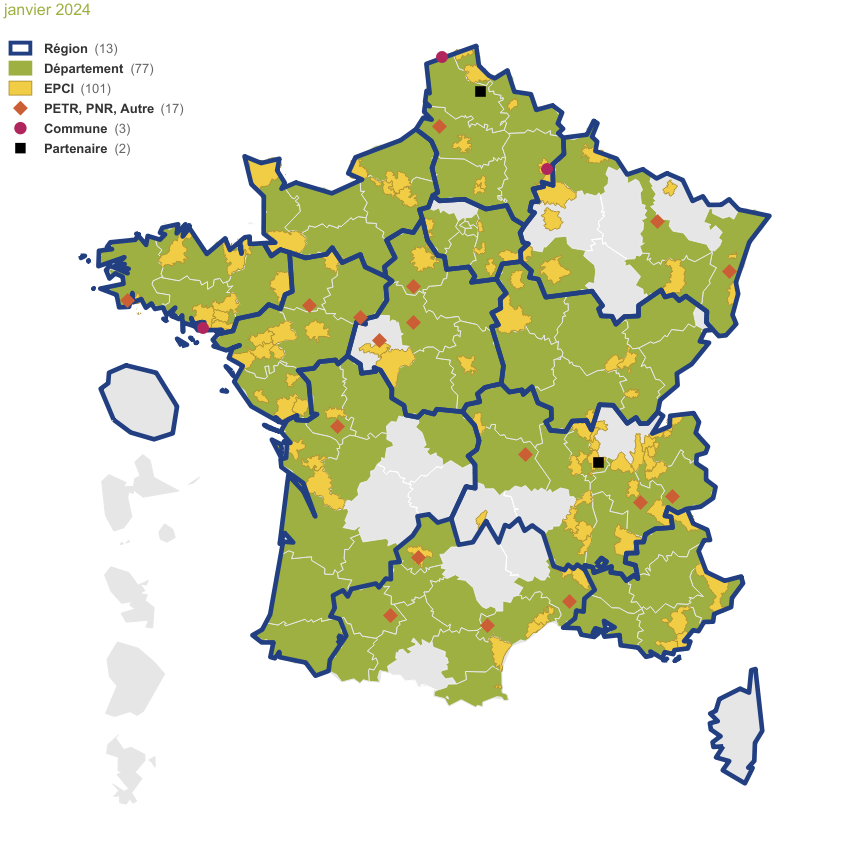 janvier 2024
Région (13)
Département (77)
EPCI (101)
PETR, PNR, Autre (17)
Commune (3)
Partenaire (2)